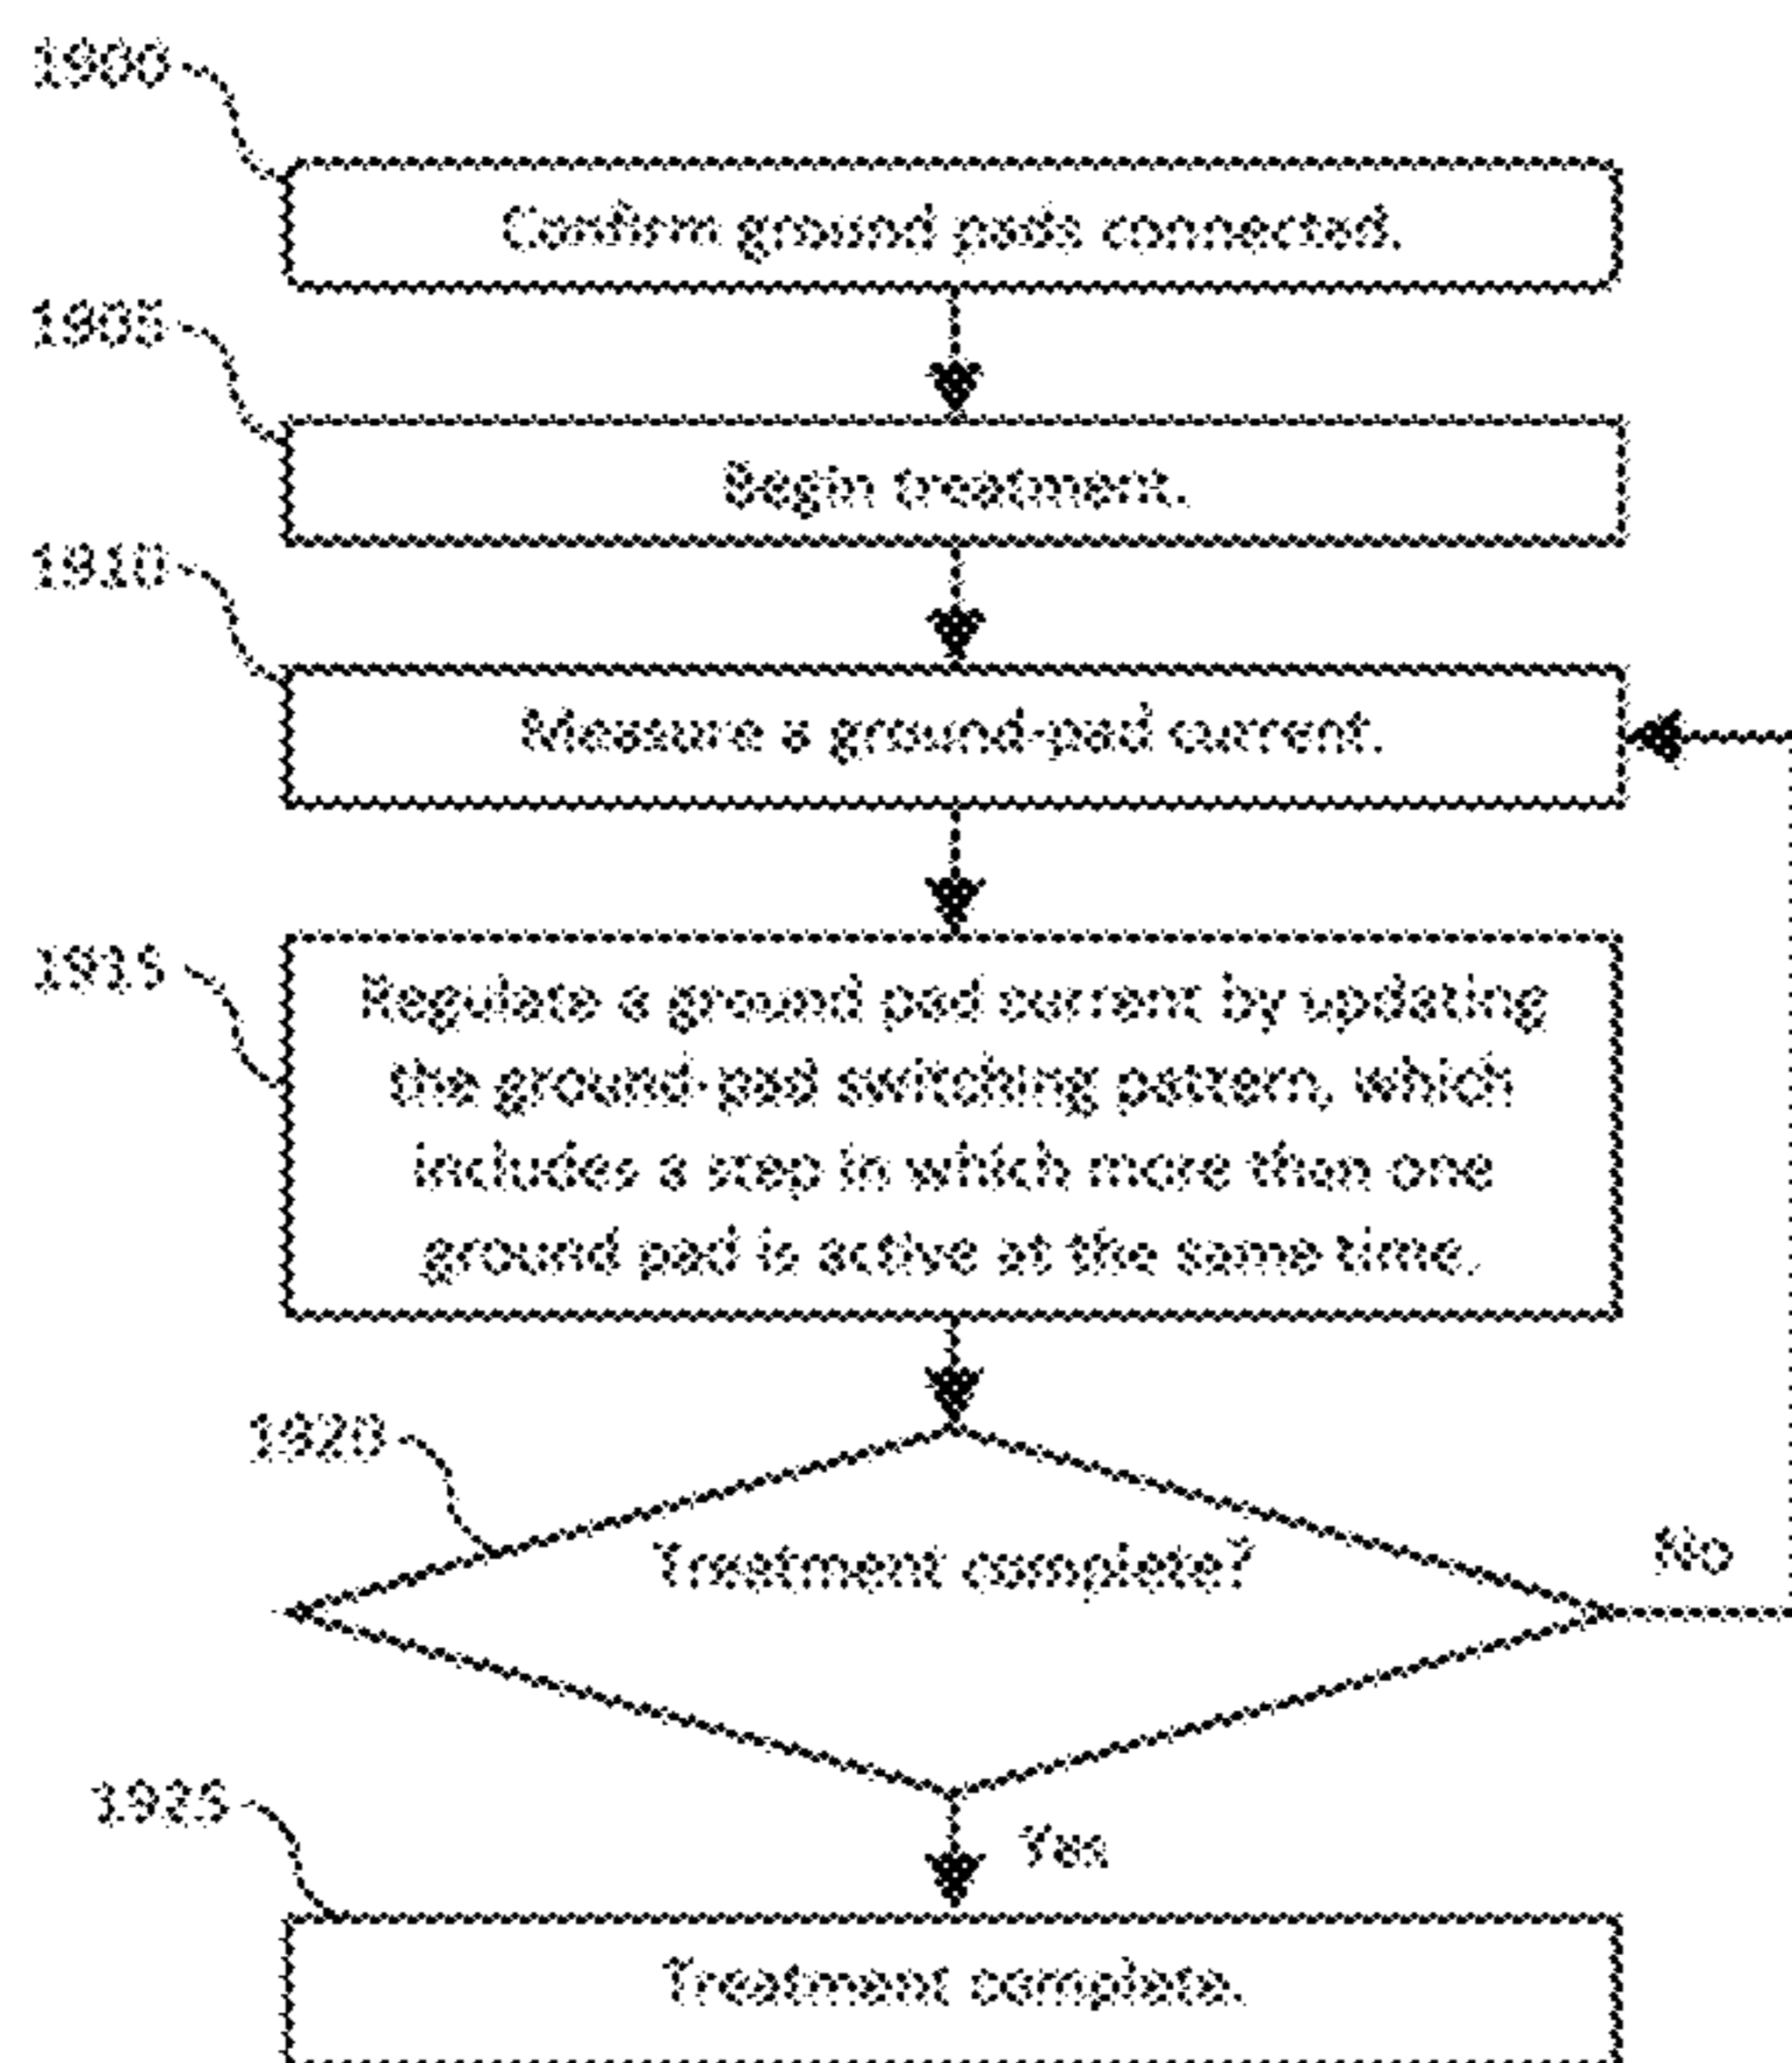 1900
Confirm ground pads connected.
1905
Begin treatment.
1910
Measure a ground-pad current.
1915
Regulate a ground pad current by updating
the ground-pad switching pattern, which
includes a step in which more than one
ground pad is active at the same time.
1920
Treatment complete?
No
1925
Yes
Treatment complete.